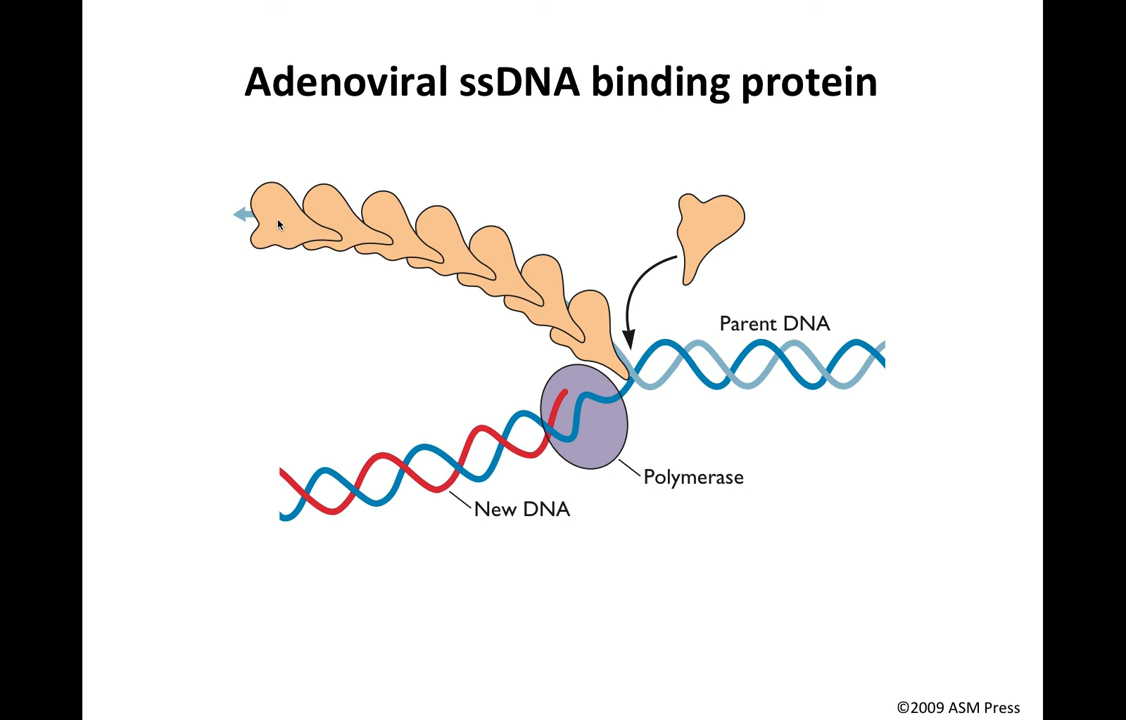 Adenoviral ssDNA binding protein
Parent DNA
Polymerase
New DNA
©2009 ASM Press